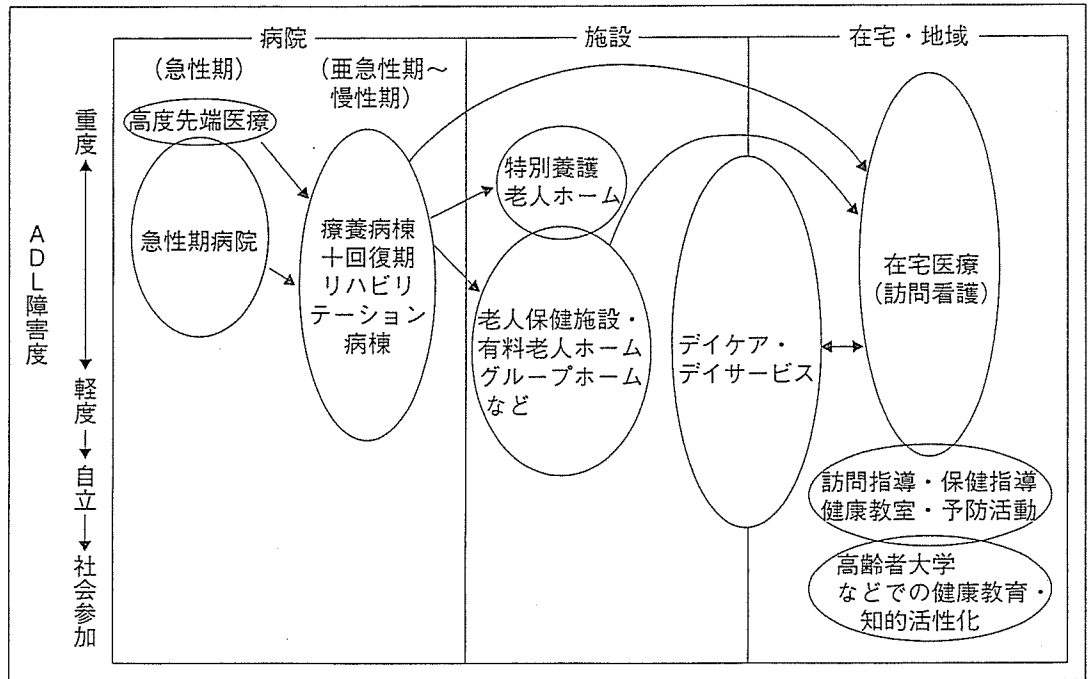 病院
施設
在宅・地域
(急性期)
(亜急性期~
慢性期)
高度先端医療
急性期病院
療養病棟
十回復期
リハビリ
テーション
病棟
特別養護
老人ホーム
老人保健施設・
有料老人ホーム
グループホーム
など
デイケア・
デイサービス
在宅医療
(訪問看護)
訪問指導・保健指導
健康教室・予防活動
高齢者大学
などでの健康教育・
知的活性化
ADL障害度
重度
軽度
自立
社会参加